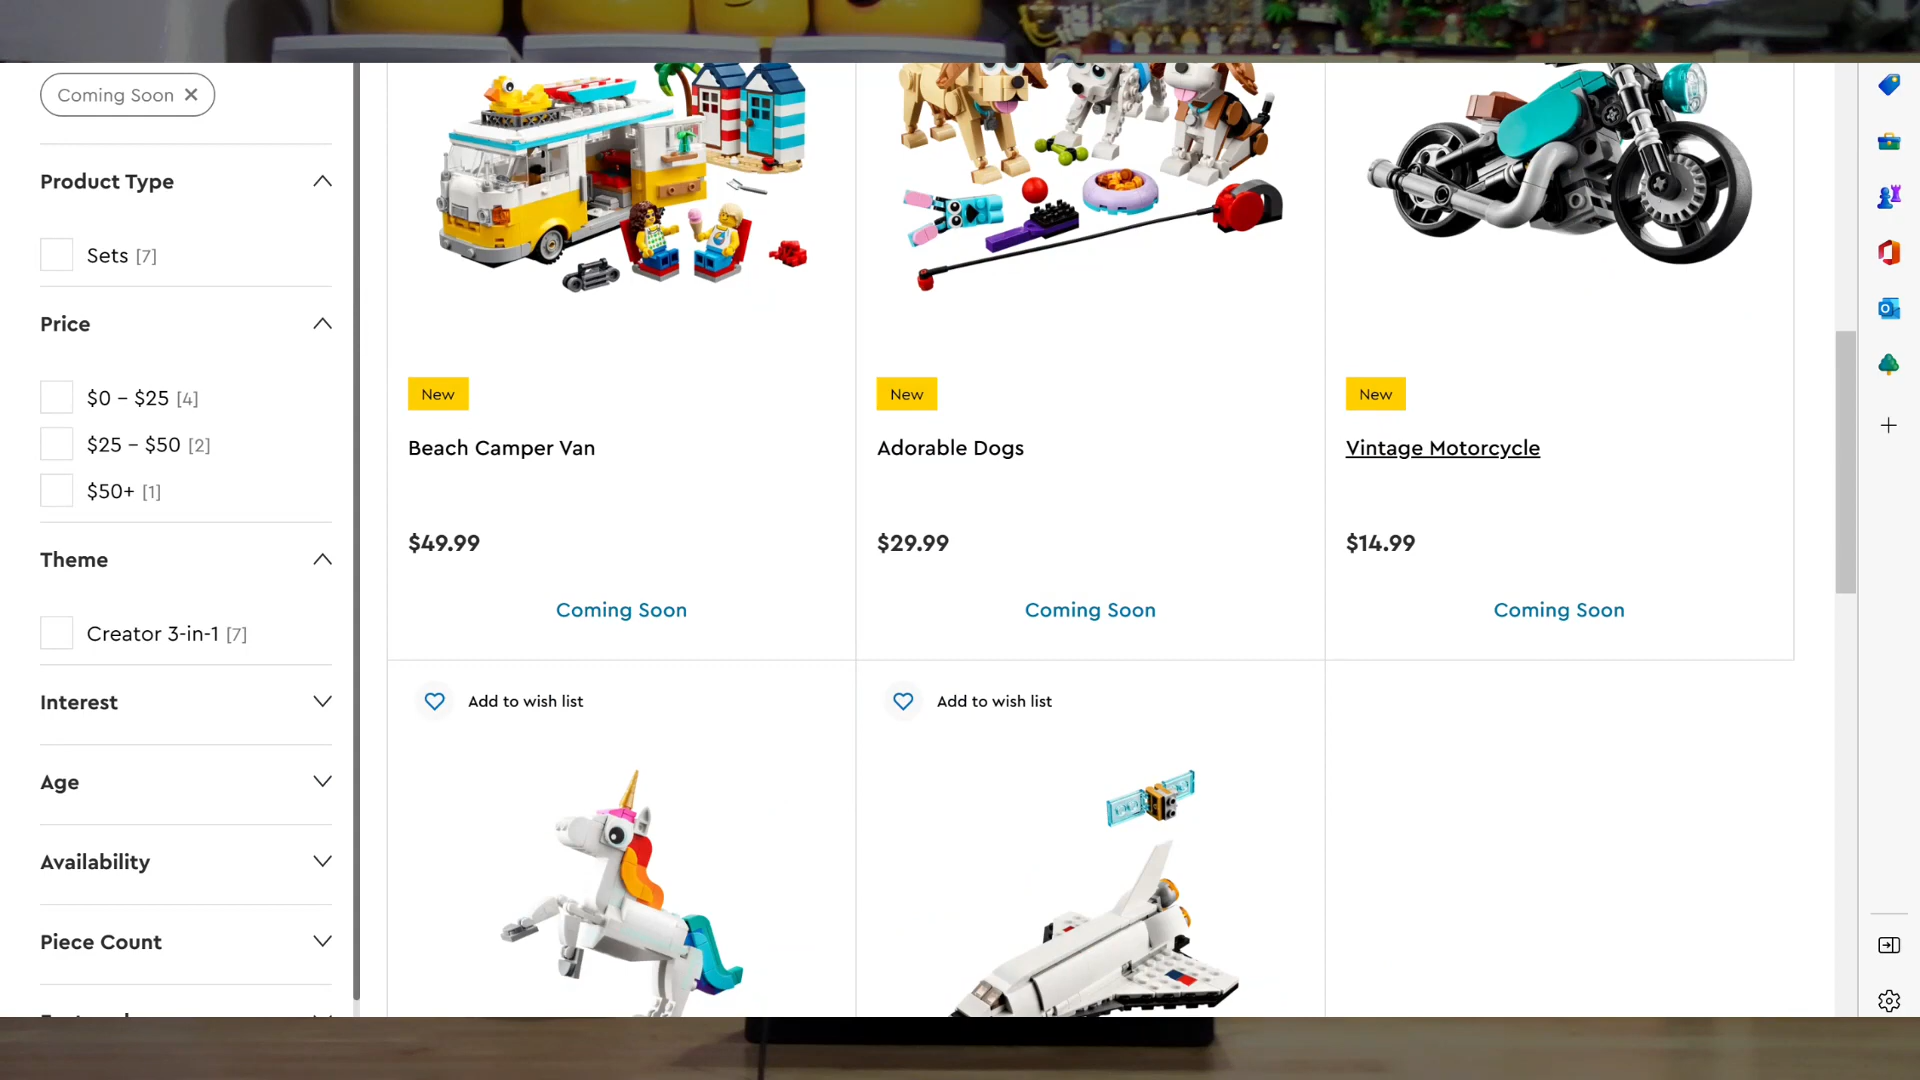 Coming Soon
Product Type
Sets [7]
Price
$0 – $25 [4]
$25 – $50 [2]
$50+ [1]
Theme
Creator 3-in-1 [7]
Interest
Age
Availability
Piece Count
New
Beach Camper Van
$49.99
Coming Soon
New
Adorable Dogs
$29.99
Coming Soon
New
Vintage Motorcycle
$14.99
Coming Soon
Add to wish list
Add to wish list